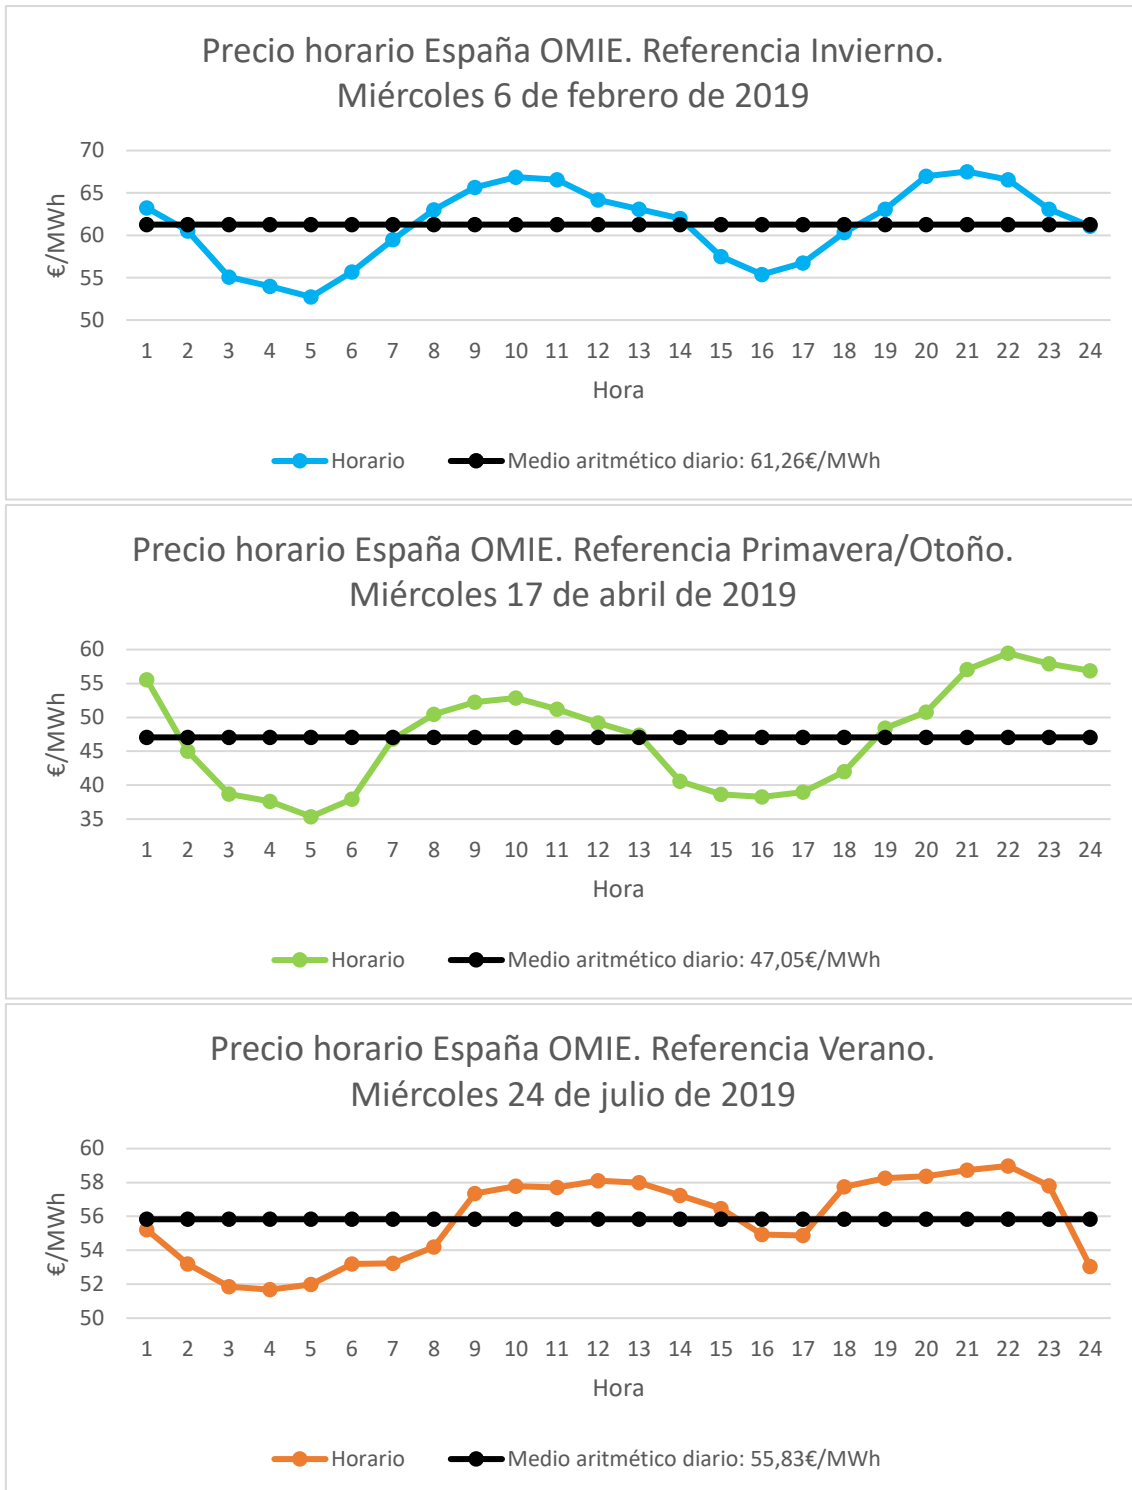 Precio horario España OMIE. Referencia Invierno.
Miércoles 6 de febrero de 2019
70
65
60
55
50
€/MWh
1 2 3 4 5 6 7 8 9 10 11 12 13 14 15 16 17 18 19 20 21 22 23 24
Hora
Horario Medio aritmético diario: 61,26€/MWh
Precio horario España OMIE. Referencia Primavera/Otoño.
Miércoles 17 de abril de 2019
60
55
50
45
40
35
€/MWh
1 2 3 4 5 6 7 8 9 10 11 12 13 14 15 16 17 18 19 20 21 22 23 24
Hora
Horario Medio aritmético diario: 47,05€/MWh
Precio horario España OMIE. Referencia Verano.
Miércoles 24 de julio de 2019
60
58
56
54
52
50
€/MWh
1 2 3 4 5 6 7 8 9 10 11 12 13 14 15 16 17 18 19 20 21 22 23 24
Hora
Horario Medio aritmético diario: 55,83€/MWh